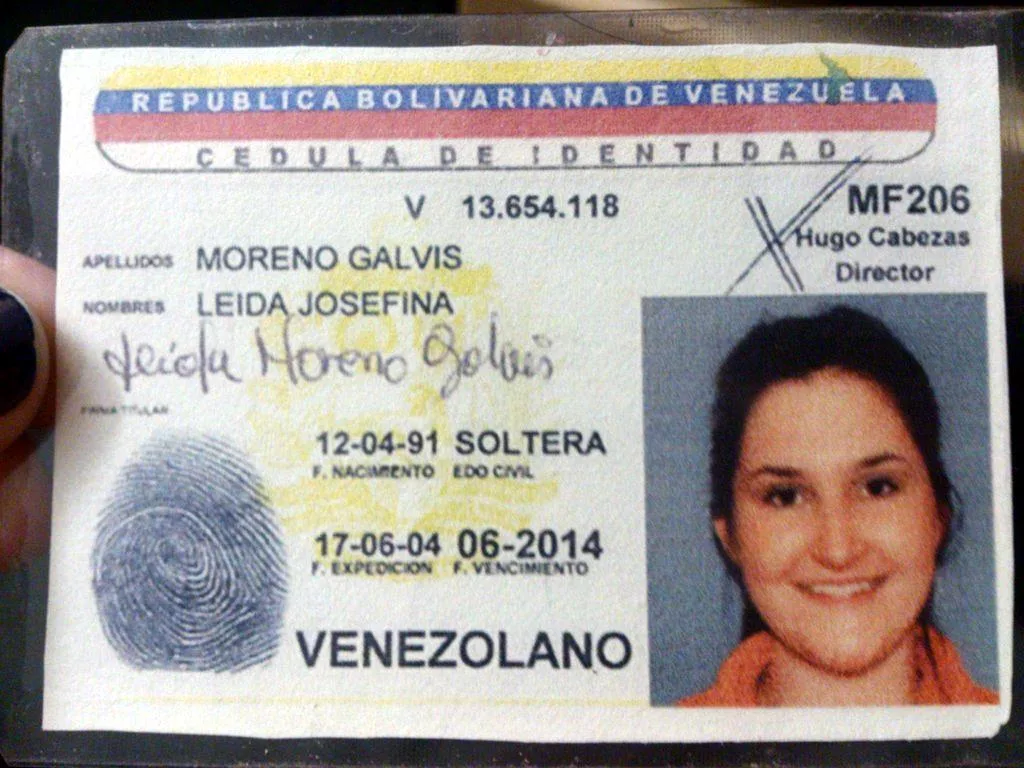 REPUBLICA BOLIVARIANA DE VENEZUELA
CEDULA DE IDENTIDAD
V 13.654.118
MF206
Hugo Cabezas
Director
APELLIDOS MORENO GALVIS
NOMBRES LEIDA JOSEFINA
Leida Moreno Galvis
FIRMA TITULAR
12-04-91 SOLTERA
F. NACIMIENTO EDO CIVIL
17-06-04 06-2014
F. EXPEDICION F. VENCIMIENTO
VENEZOLANO